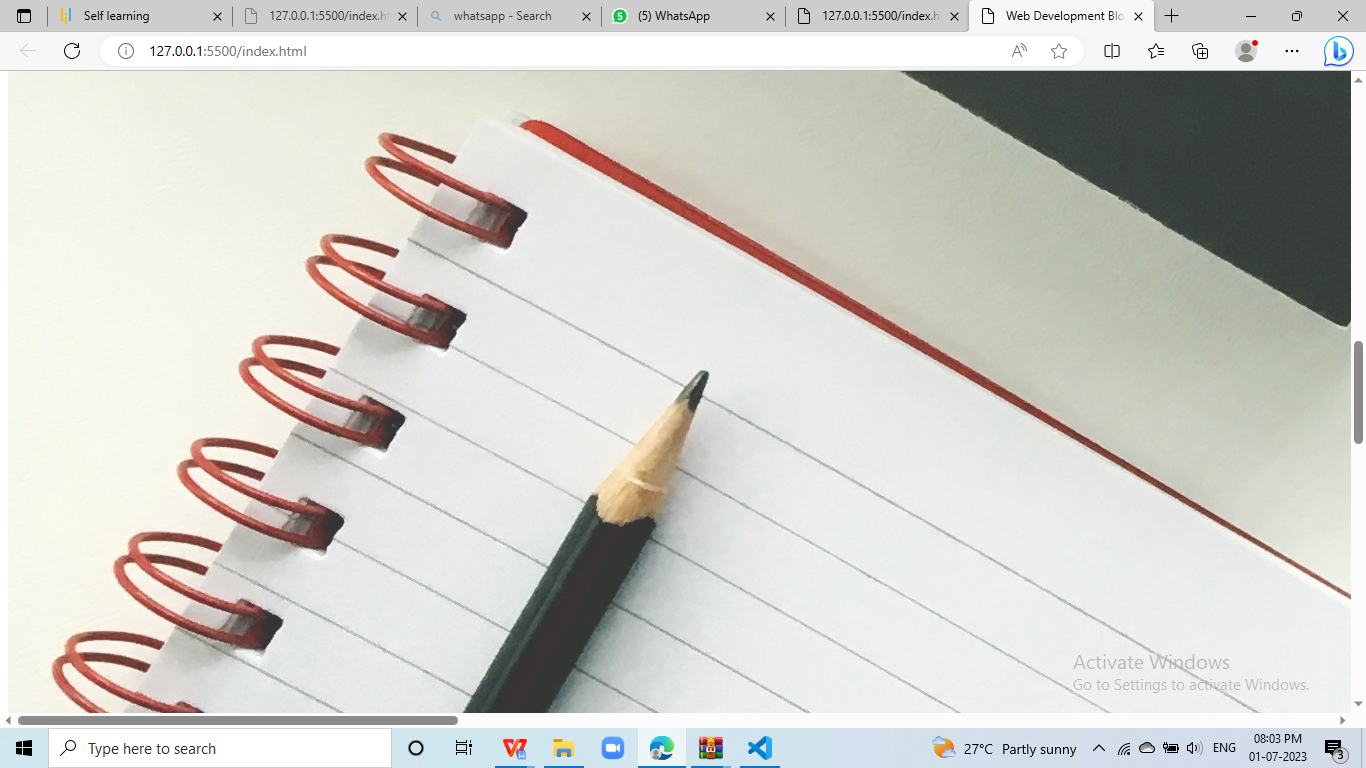 Self learning
127.0.0.1:5500/index.h
whatsapp - Search
5
(5) WhatsApp
127.0.0.1:5500/index.h
Web Development Blo
127.0.0.1:5500/index.html
Activate Windows
Go to Settings to activate Windows.
Type here to search
27°C Partly sunny
ENG
08:03 PM
01-07-2023
3